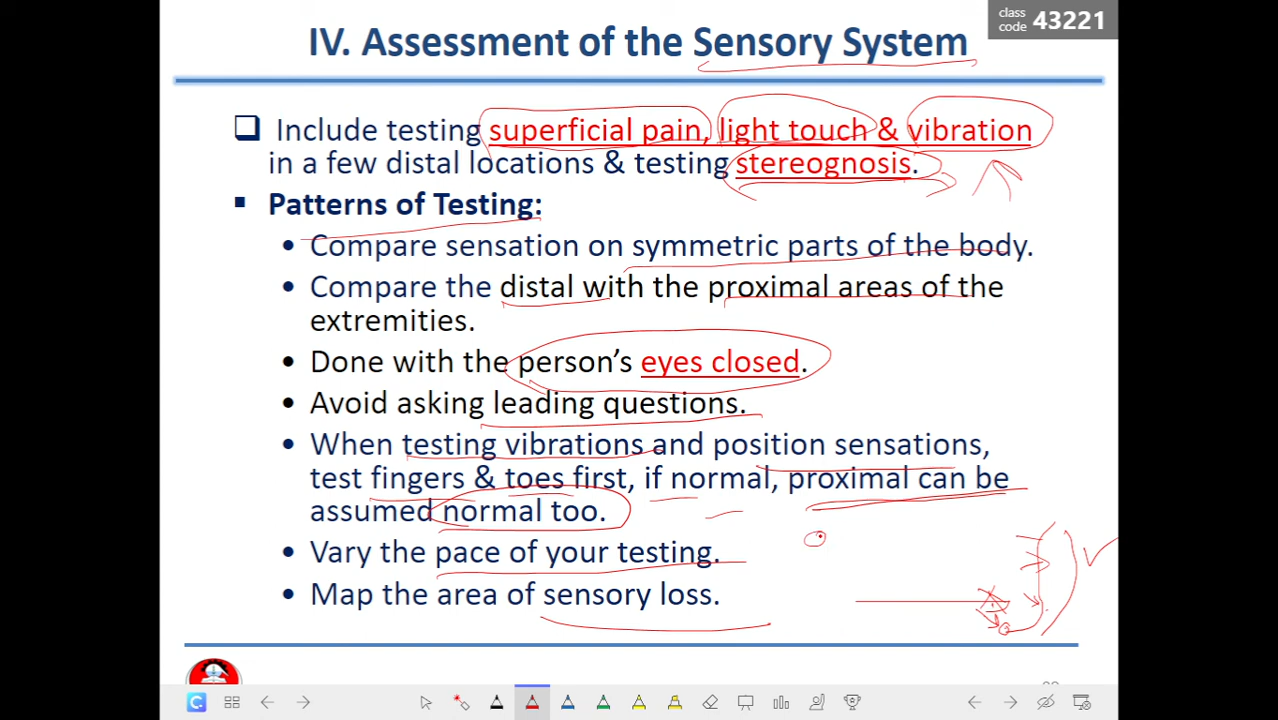 class
code 43221
IV. Assessment of the Sensory System
❑ Include testing superficial pain, light touch & vibration
in a few distal locations & testing stereognosis.
▪ Patterns of Testing:
• Compare sensation on symmetric parts of the body.
• Compare the distal with the proximal areas of the
extremities.
• Done with the person's eyes closed.
• Avoid asking leading questions.
• When testing vibrations and position sensations,
test fingers & toes first, if normal, proximal can be
assumed normal too.
• Vary the pace of your testing.
• Map the area of sensory loss.